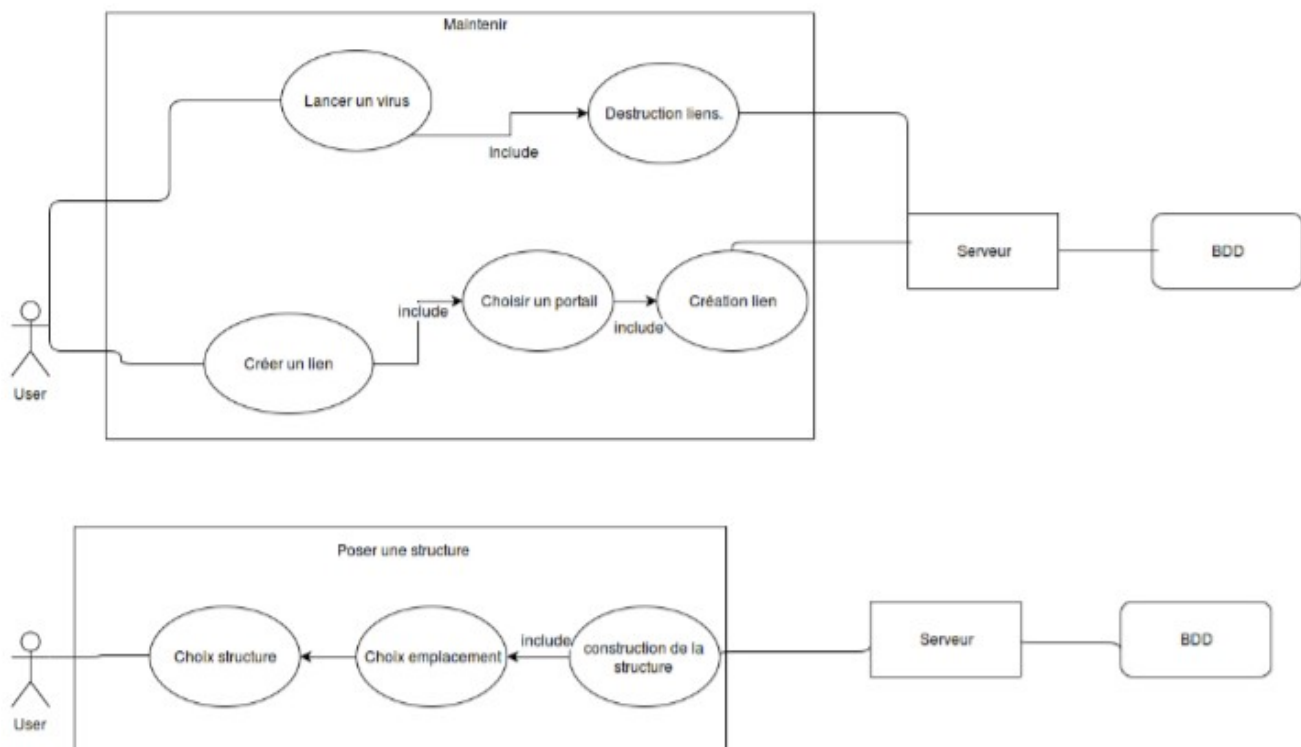 Maintenir
Lancer un virus
Destruction liens.
include
Serveur
BDD
Choisir un portail
Création lien
include
include
Créer un lien
User
Poser une structure
include
Choix structure
Choix emplacement
construction de la
structure
Serveur
BDD
User